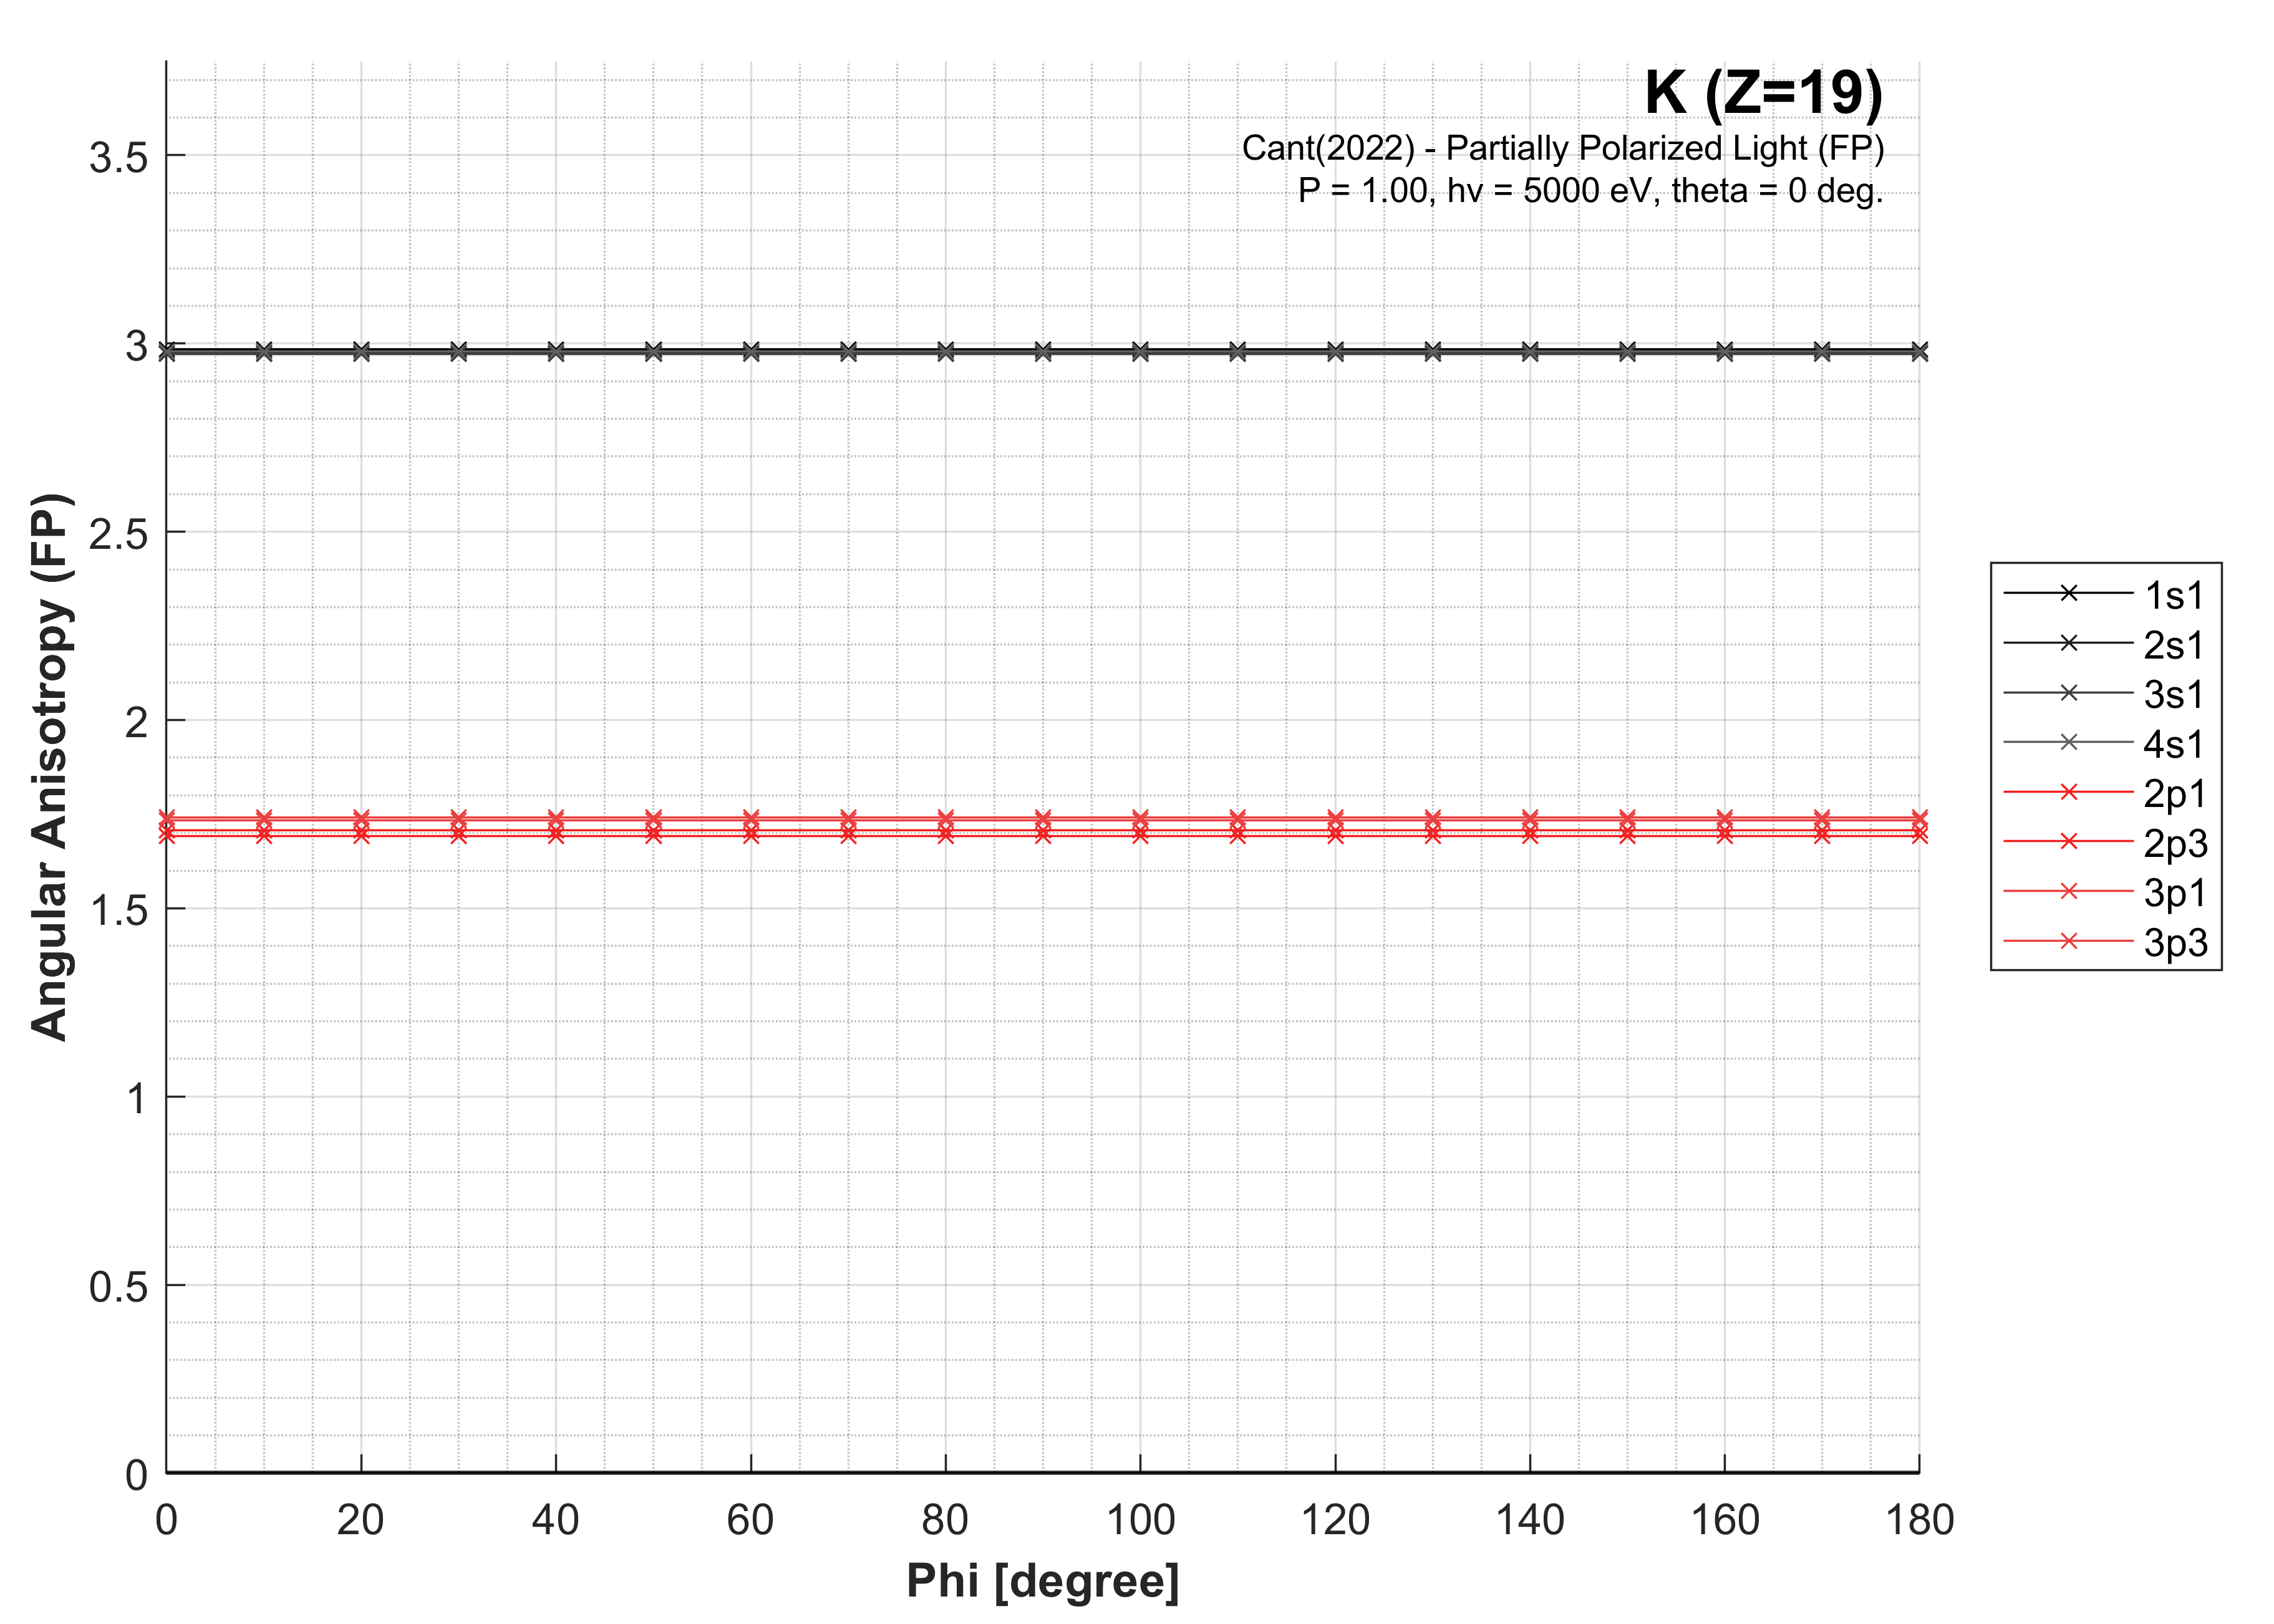 K (Z=19)
Cant(2022) - Partially Polarized Light (FP)
P = 1.00, hv = 5000 eV, theta = 0 deg.
Angular Anisotropy (FP)
3.5
3
2.5
2
1.5
1
0.5
0
0 20 40 60 80 100 120 140 160 180
Phi [degree]
1s1
2s1
3s1
4s1
2p1
2p3
3p1
3p3